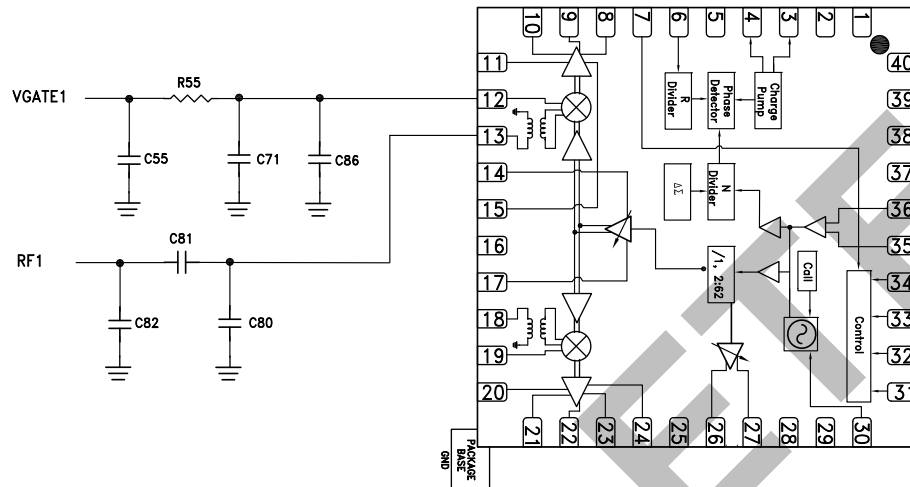 10 9 8 7 6 5 4 3 2 1
11
12
13
14
15
16
17
18
19
20
21 22 23 24 25 26 27 28 29 30
40
39
38
37
36
35
34
33
32
31
VGATE1
R55
C55
C71
C86
RF1
C81
C82
C80
R
Divider
Phase
Detector
Charge
Pump
ΔΣ
N
Divider
/1, 2:62
Call
Control
PACKAGE
BASE
GND
ETE